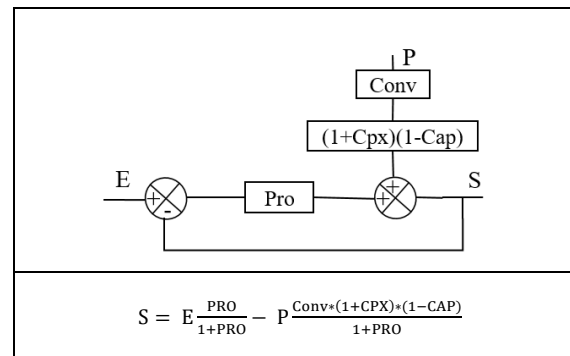 P
Conv
(1+Cpx)(1-Cap)
E
+
-
Pro
+
+
S
S = E PRO/1+PRO − P Conv*(1+CPX)*(1−CAP)/1+PRO